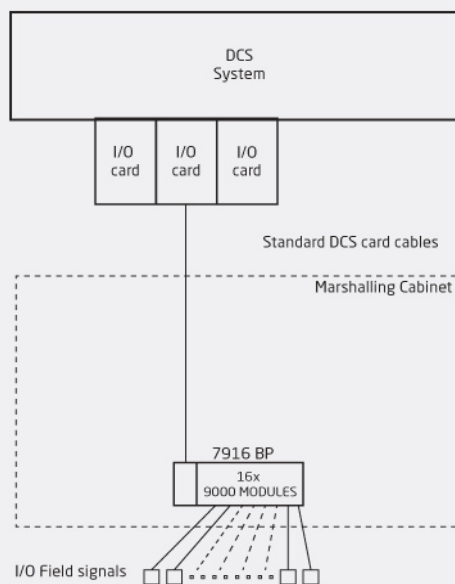 DCS
System
I/O
card
I/O
card
I/O
card
Standard DCS card cables
Marshalling Cabinet
7916 BP
16x
9000 MODULES
I/O Field signals